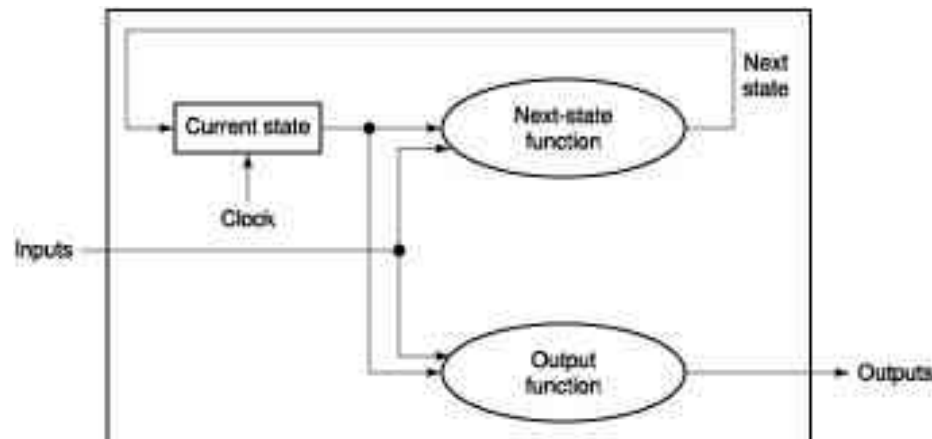 Next
state
Current state
Next-state
function
Clock
Inputs
Output
function
Outputs